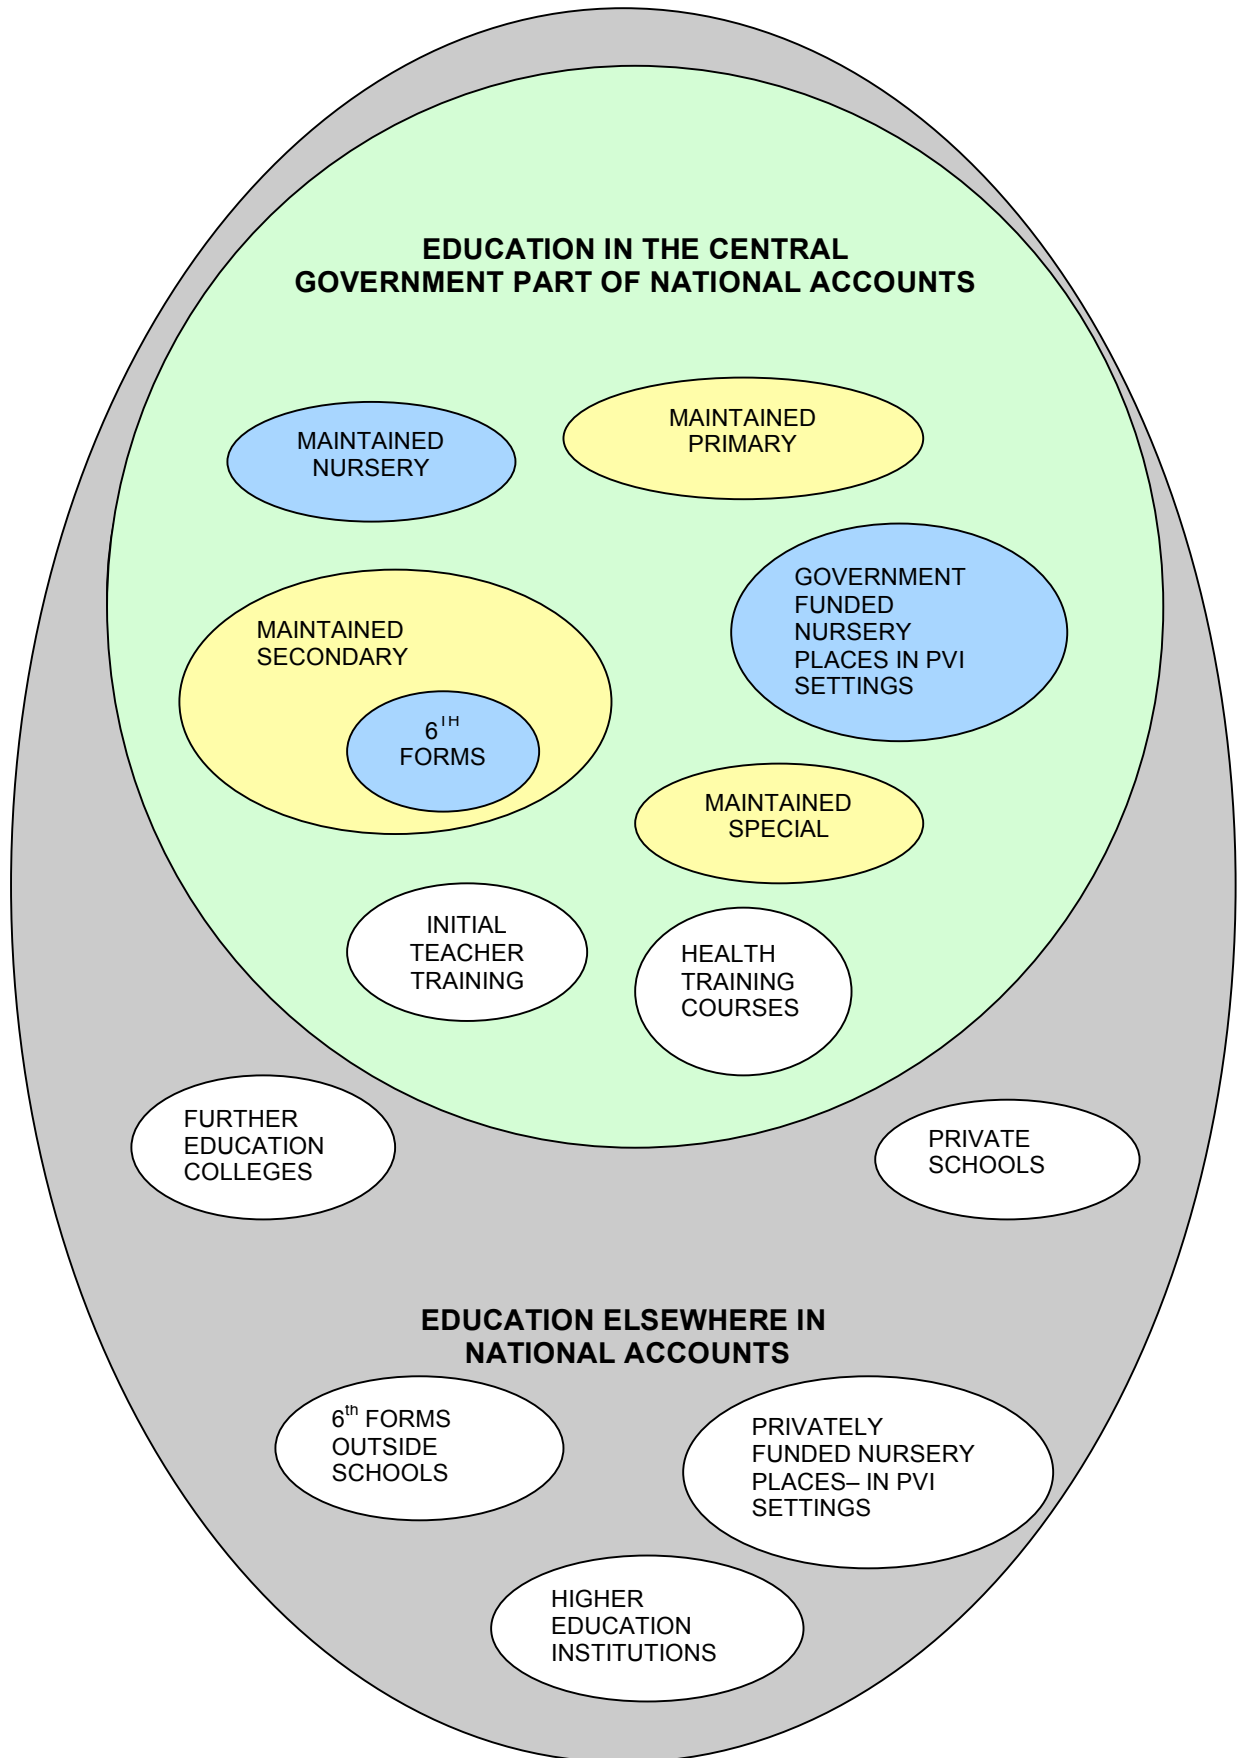 EDUCATION IN THE CENTRAL
GOVERNMENT PART OF NATIONAL ACCOUNTS
MAINTAINED
NURSERY
MAINTAINED
PRIMARY
GOVERNMENT
FUNDED
NURSERY
PLACES IN PVI
SETTINGS
MAINTAINED
SECONDARY
6TH
FORMS
MAINTAINED
SPECIAL
INITIAL
TEACHER
TRAINING
HEALTH
TRAINING
COURSES
FURTHER
EDUCATION
COLLEGES
PRIVATE
SCHOOLS
EDUCATION ELSEWHERE IN
NATIONAL ACCOUNTS
6th FORMS
OUTSIDE
SCHOOLS
PRIVATELY
FUNDED NURSERY
PLACES– IN PVI
SETTINGS
HIGHER
EDUCATION
INSTITUTIONS